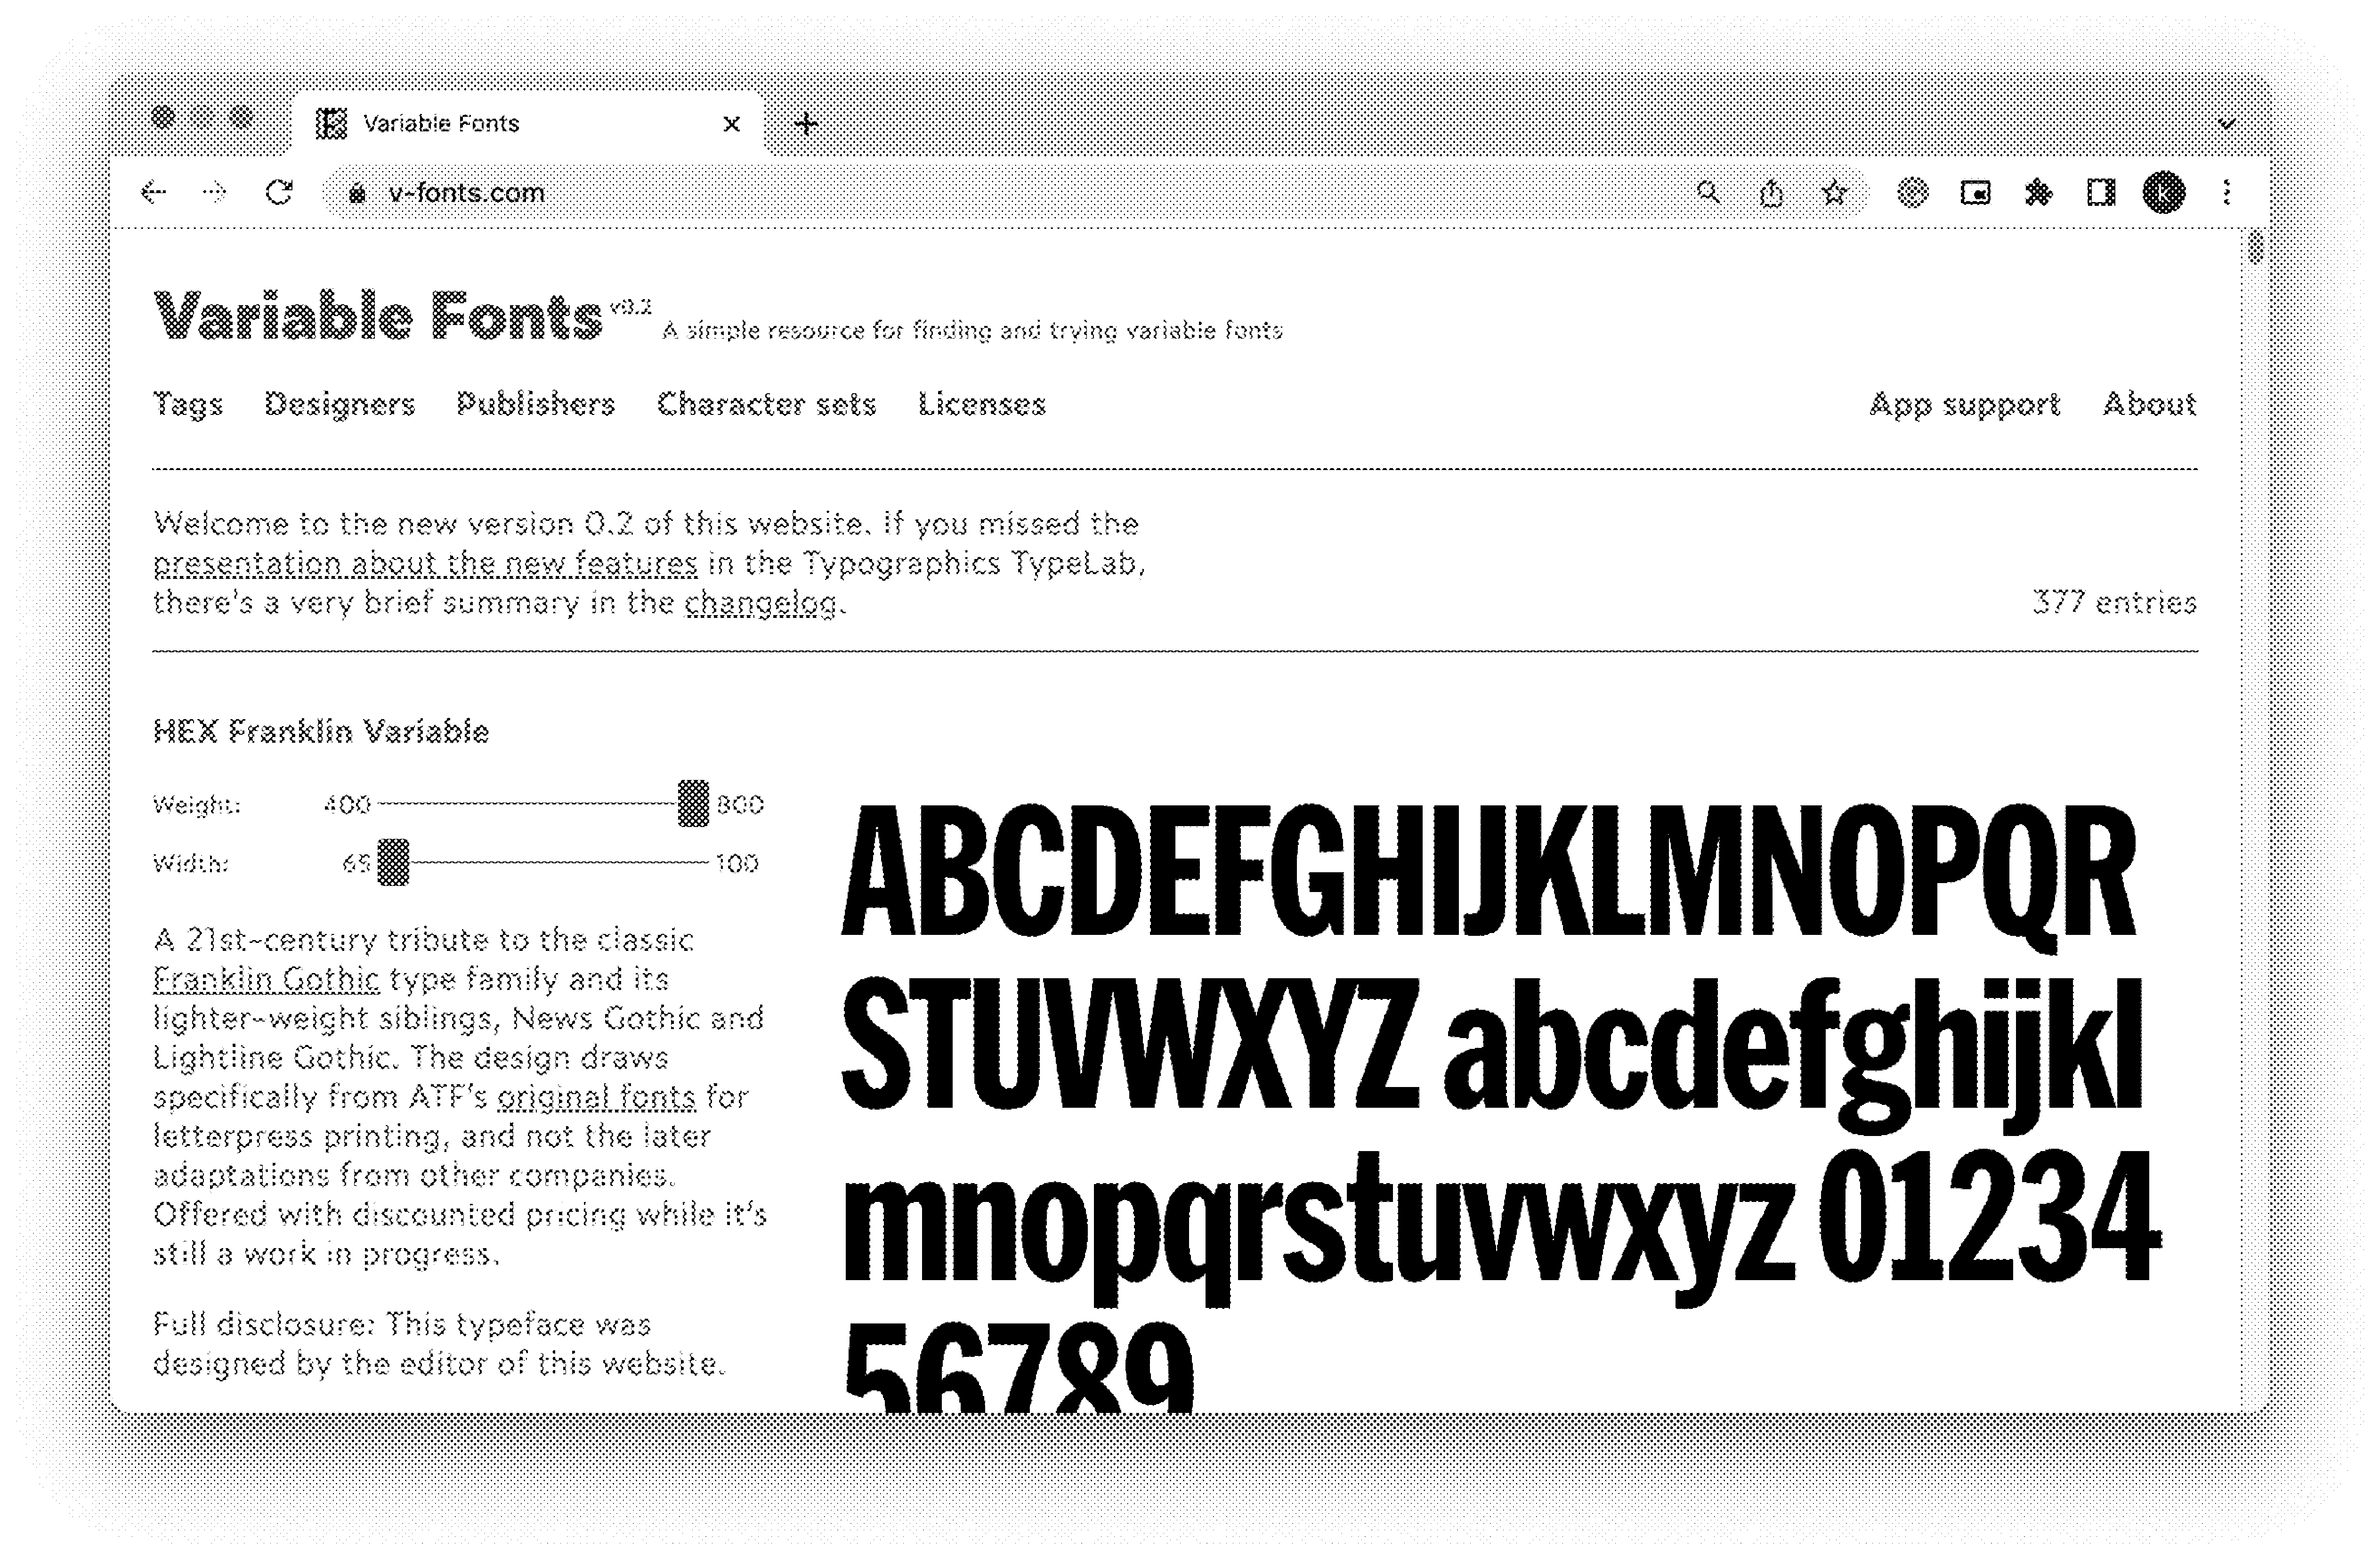 Variable Fonts
v-fonts.com
K
Variable Fonts v0.2 A simple resource for finding and trying variable fonts
Tags Designers Publishers Character sets Licenses App support About
Welcome to the new version 0.2 of this website. If you missed the
presentation about the new features in the Typographics TypeLab,
there's a very brief summary in the changelog.
377 entries
HEX Franklin Variable
Weight: 400 800
Width: 65 100
A 21st-century tribute to the classic
Franklin Gothic type family and its
lighter-weight siblings, News Gothic and
Lightline Gothic. The design draws
specifically from ATF's original fonts for
letterpress printing, and not the later
adaptations from other companies.
Offered with discounted pricing while it's
still a work in progress.
Full disclosure: This typeface was
designed by the editor of this website.
ABCDEFGHIJKLMNOPQR
STUVWXYZ abcdefghijkl
mnopqrstuvwxyz 01234
56789